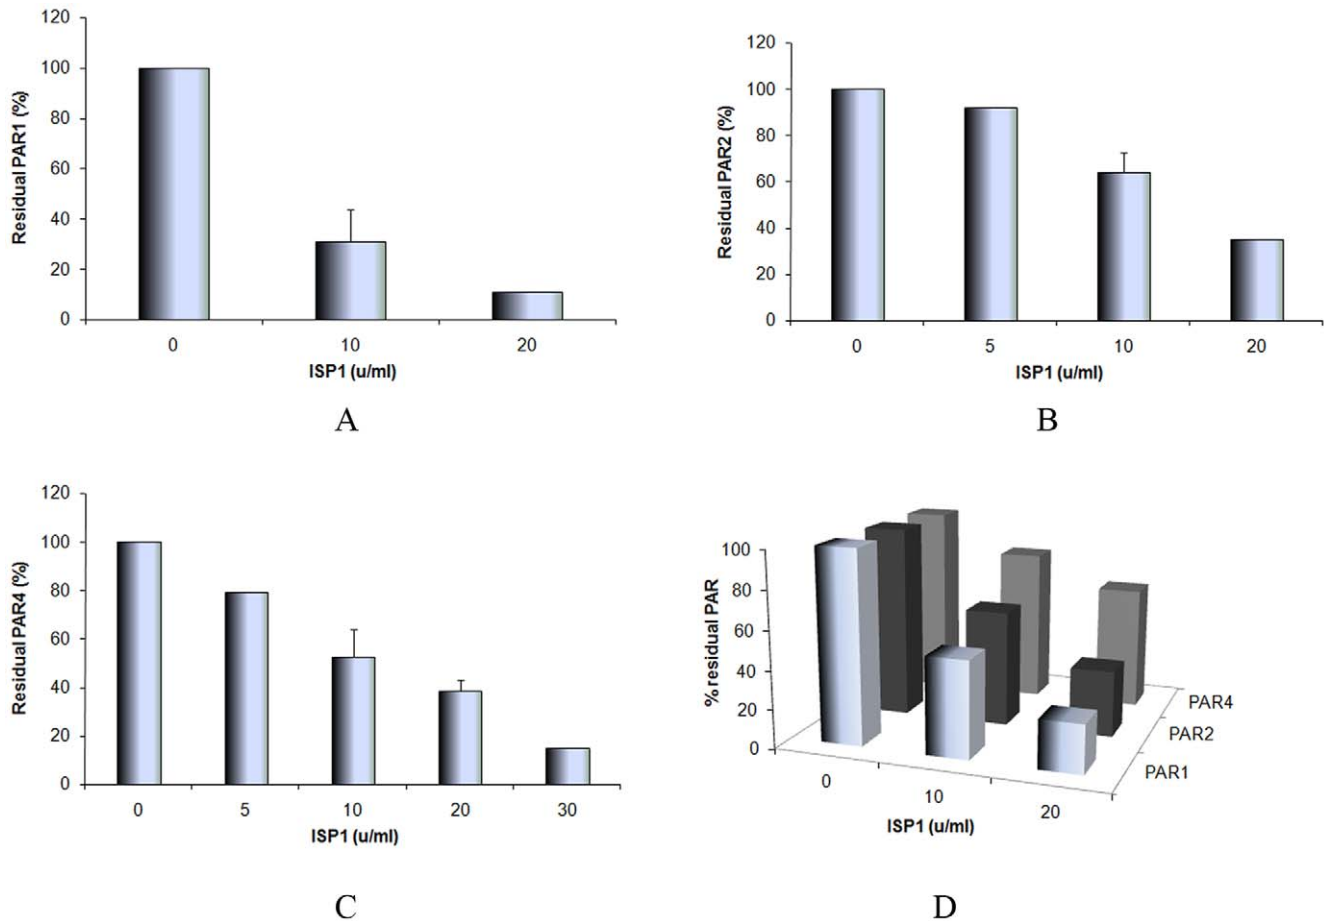 120
100
80
60
40
20
0
Residual PAR1 (%)
0 10 20
ISP1 (u/ml)
A
120
100
80
60
40
20
0
Residual PAR2 (%)
0 5 10 20
ISP1 (u/ml)
B
120
100
80
60
40
20
0
Residual PAR4 (%)
0 5 10 20 30
ISP1 (u/ml)
C
100
80
60
40
20
0
% residual PAR
0 10 20
ISP1 (u/ml)
PAR4
PAR2
PAR1
D